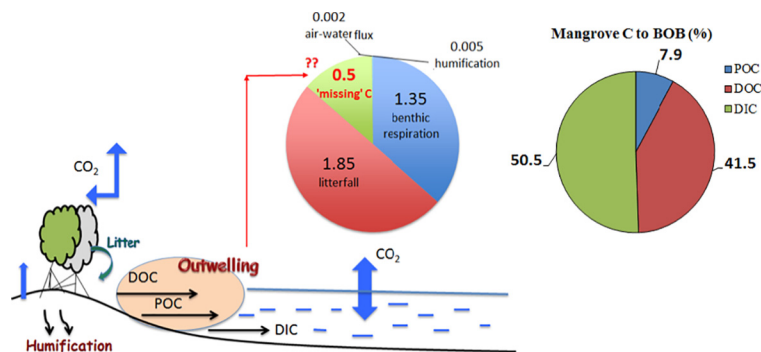 0.002
air-water flux
0.005
humification
??
0.5
'missing' C
1.35
benthic
respiration
1.85
litterfall
Mangrove C to BOB (%)
7.9
POC
DOC
DIC
50.5
41.5
CO2
Litter
Outwelling
CO2
DOC
POC
DIC
Humification